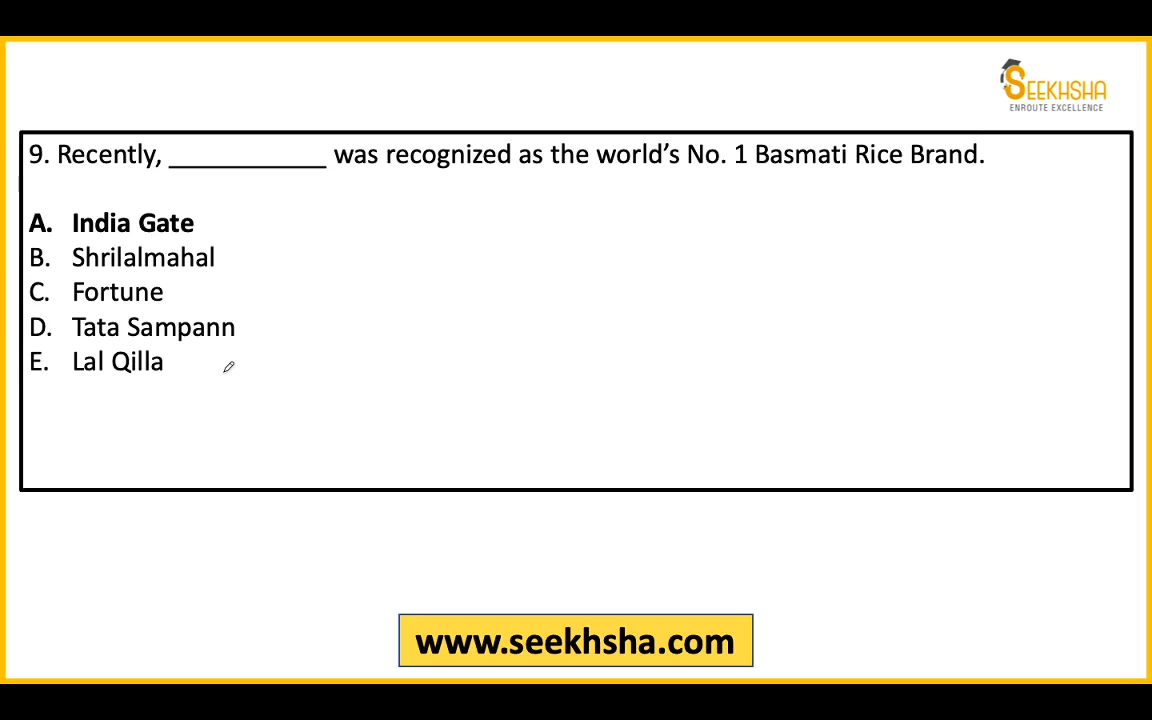 SEEKHSHA
ENROUTE EXCELLENCE
9. Recently, ____________ was recognized as the world’s No. 1 Basmati Rice Brand.
A. India Gate
B. Shrilalmahal
C. Fortune
D. Tata Sampann
E. Lal Qilla
www.seekhsha.com